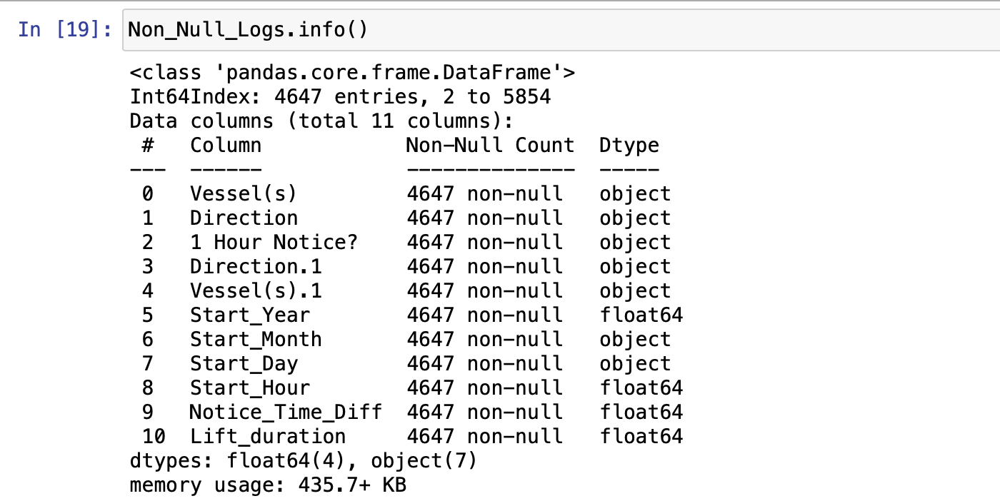 In [19]: Non_Null_Logs.info()
<class 'pandas.core.frame.DataFrame'>
Int64Index: 4647 entries, 2 to 5854
Data columns (total 11 columns):
 #   Column            Non-Null Count  Dtype
---  ------            --------------  -----
 0   Vessel(s)         4647 non-null   object
 1   Direction         4647 non-null   object
 2   1 Hour Notice?    4647 non-null   object
 3   Direction.1       4647 non-null   object
 4   Vessel(s).1       4647 non-null   object
 5   Start_Year        4647 non-null   float64
 6   Start_Month       4647 non-null   object
 7   Start_Day         4647 non-null   object
 8   Start_Hour        4647 non-null   float64
 9   Notice_Time_Diff  4647 non-null   float64
 10  Lift_duration     4647 non-null   float64
dtypes: float64(4), object(7)
memory usage: 435.7+ KB